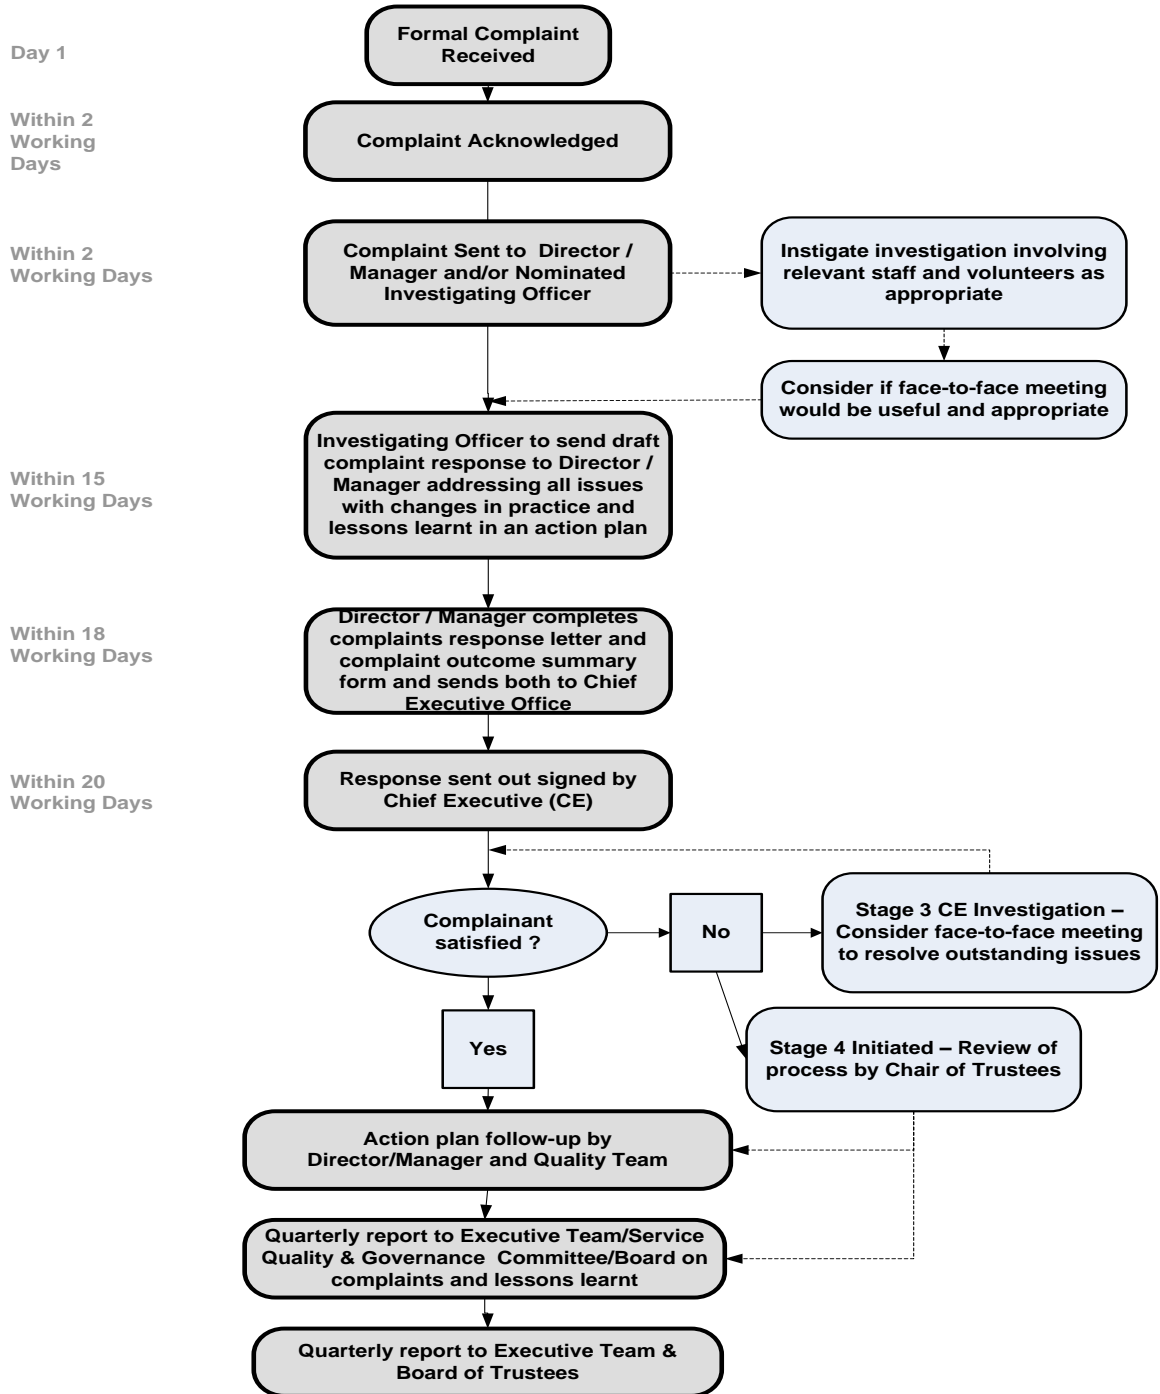 Day 1
Formal Complaint
Received
Within 2
Working
Days
Complaint Acknowledged
Within 2
Working Days
Complaint Sent to Director /
Manager and/or Nominated
Investigating Officer
Instigate investigation involving
relevant staff and volunteers as
appropriate
Consider if face-to-face meeting
would be useful and appropriate
Within 15
Working Days
Investigating Officer to send draft
complaint response to Director /
Manager addressing all issues
with changes in practice and
lessons learnt in an action plan
Within 18
Working Days
Director / Manager completes
complaints response letter and
complaint outcome summary
form and sends both to Chief
Executive Office
Within 20
Working Days
Response sent out signed by
Chief Executive (CE)
Complainant
satisfied ?
No
Stage 3 CE Investigation –
Consider face-to-face meeting
to resolve outstanding issues
Yes
Stage 4 Initiated – Review of
process by Chair of Trustees
Action plan follow-up by
Director/Manager and Quality Team
Quarterly report to Executive Team/Service
Quality & Governance Committee/Board on
complaints and lessons learnt
Quarterly report to Executive Team &
Board of Trustees